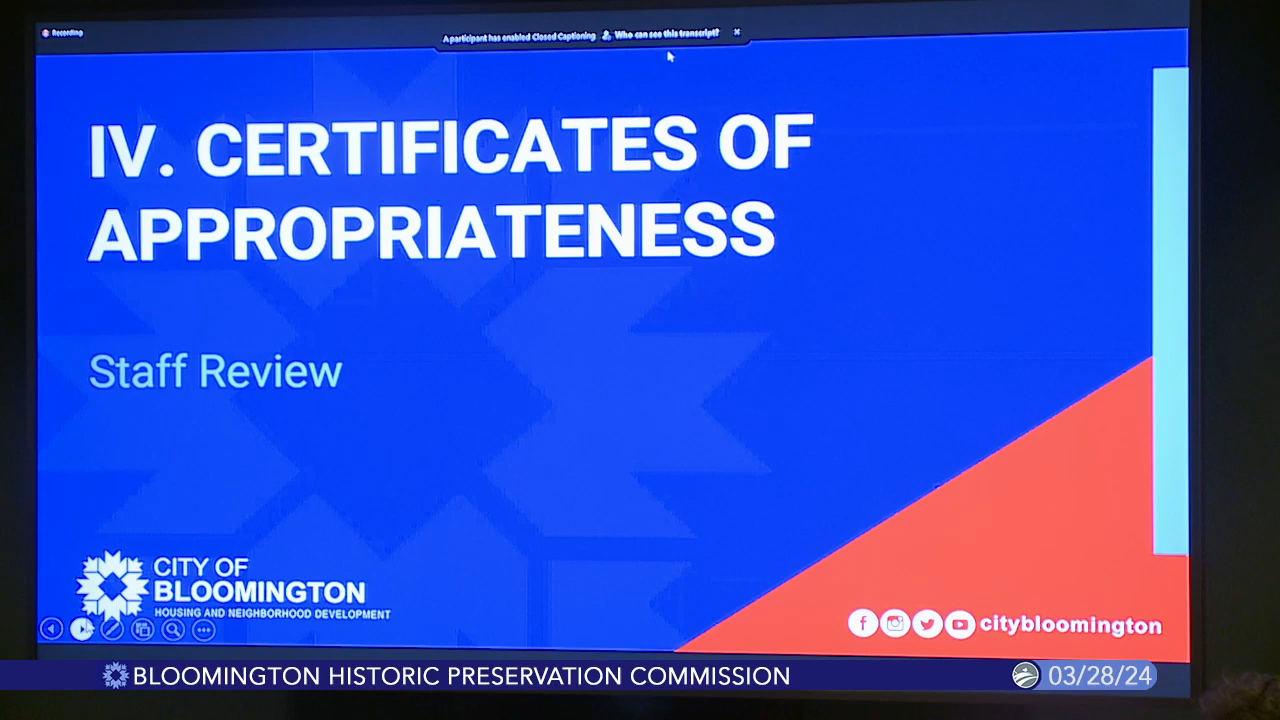 Recording
A participant has enabled Closed Captioning Who can see this transcript?
IV. CERTIFICATES OF
APPROPRIATENESS
Staff Review
CITY OF
BLOOMINGTON
HOUSING AND NEIGHBORHOOD DEVELOPMENT
citybloomington
BLOOMINGTON HISTORIC PRESERVATION COMMISSION
03/28/24